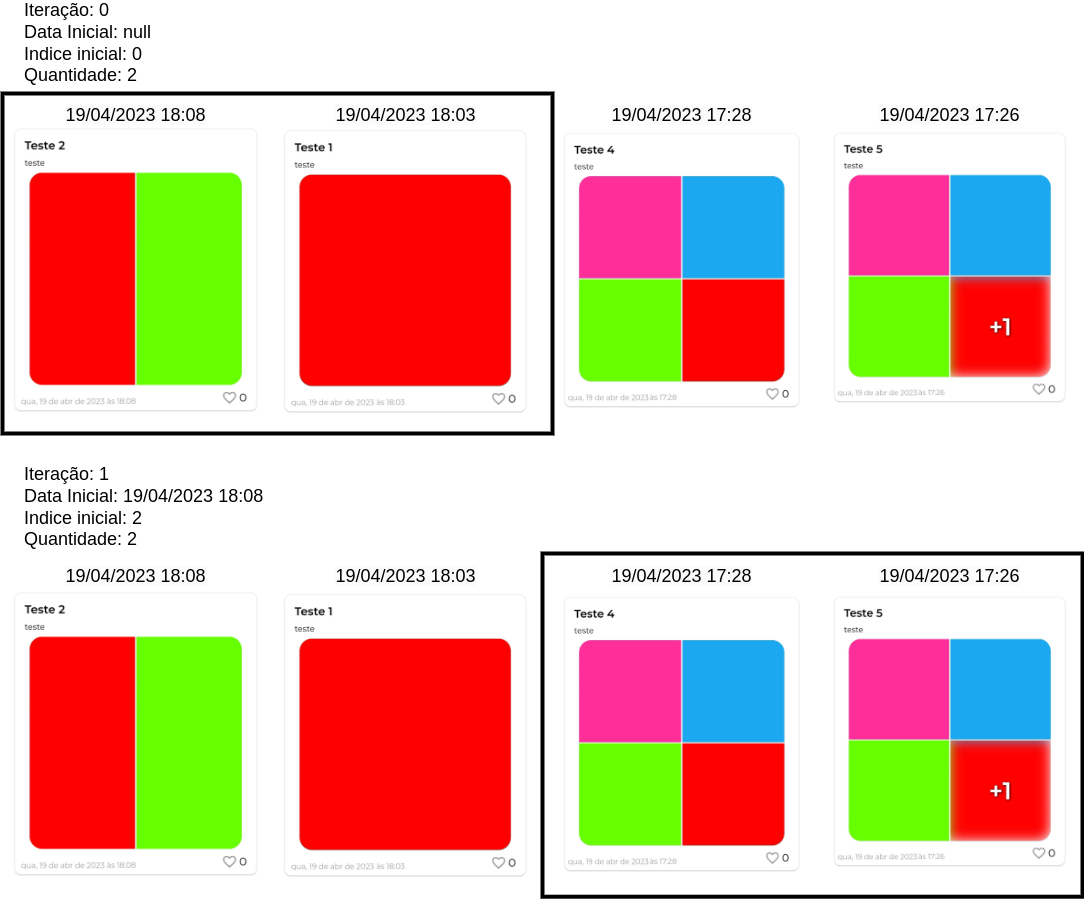 Iteração: 0
Data Inicial: null
Indice inicial: 0
Quantidade: 2
19/04/2023 18:08
19/04/2023 18:03
19/04/2023 17:28
19/04/2023 17:26
Teste 2
teste
qua, 19 de abr de 2023 às 18:08
0
Teste 1
teste
qua, 19 de abr de 2023 às 18:03
0
Teste 4
teste
qua, 19 de abr de 2023 às 17:28
0
Teste 5
teste
+1
qua, 19 de abr de 2023 às 17:26
0
Iteração: 1
Data Inicial: 19/04/2023 18:08
Indice inicial: 2
Quantidade: 2
19/04/2023 18:08
19/04/2023 18:03
19/04/2023 17:28
19/04/2023 17:26
Teste 2
teste
qua, 19 de abr de 2023 às 18:08
0
Teste 1
teste
qua, 19 de abr de 2023 às 18:03
0
Teste 4
teste
qua, 19 de abr de 2023 às 17:28
0
Teste 5
teste
+1
qua, 19 de abr de 2023 às 17:26
0